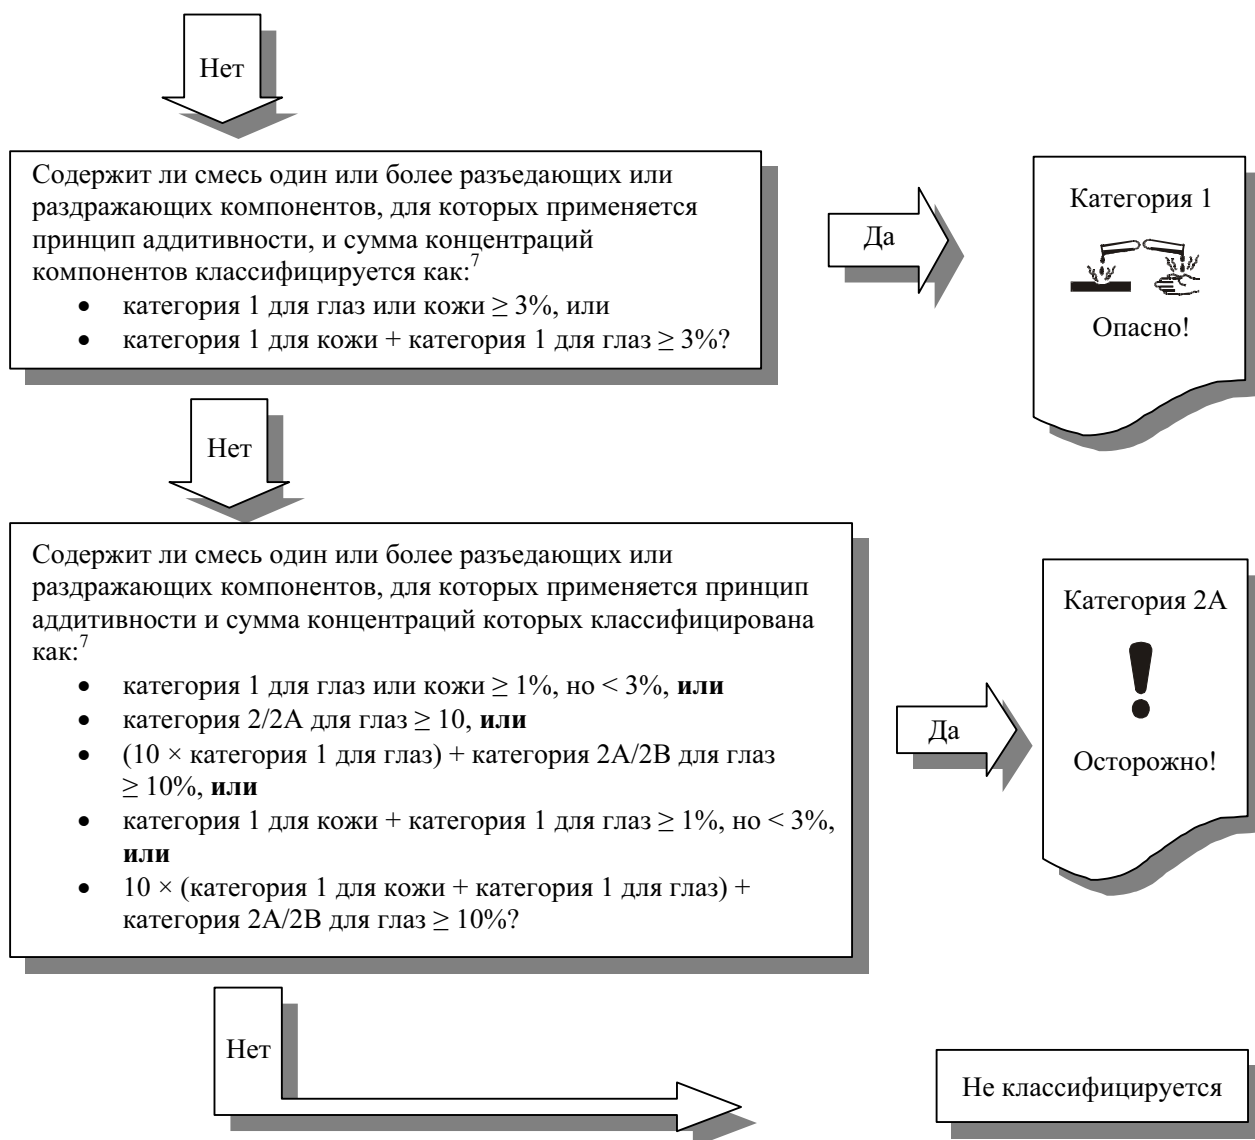 Нет
Содержит ли смесь один или более разъедающих или
раздражающих компонентов, для которых применяется
принцип аддитивности, и сумма концентраций
компонентов классифицируется как:7
• категория 1 для глаз или кожи ≥ 3%, или
• категория 1 для кожи + категория 1 для глаз ≥ 3%?
Да
Категория 1
Опасно!
Нет
Содержит ли смесь один или более разъедающих или
раздражающих компонентов, для которых применяется принцип
аддитивности и сумма концентраций которых классифицирована
как:7
• категория 1 для глаз или кожи ≥ 1%, но < 3%, или
• категория 2/2A для глаз ≥ 10, или
• (10 × категория 1 для глаз) + категория 2A/2B для глаз
≥ 10%, или
• категория 1 для кожи + категория 1 для глаз ≥ 1%, но < 3%,
или
• 10 × (категория 1 для кожи + категория 1 для глаз) +
категория 2A/2B для глаз ≥ 10%?
Да
Категория 2A
Осторожно!
Нет
Не классифицируется